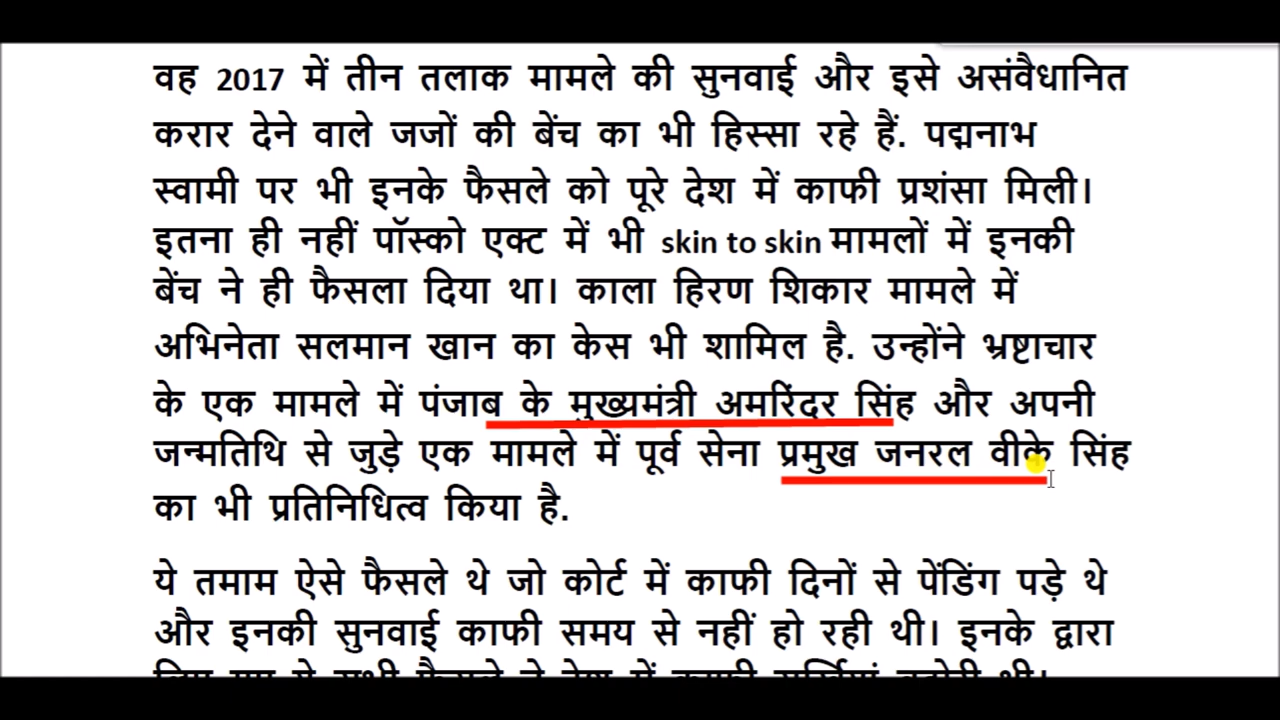 वह 2017 में तीन तलाक मामले की सुनवाई और इसे असंवैधानित
करार देने वाले जजों की बेंच का भी हिस्सा रहे हैं. पद्मनाभ
स्वामी पर भी इनके फैसले को पूरे देश में काफी प्रशंसा मिली।
इतना ही नहीं पॉस्को एक्ट में भी skin to skin मामलों में इनकी
बेंच ने ही फैसला दिया था। काला हिरण शिकार मामले में
अभिनेता सलमान खान का केस भी शामिल है. उन्होंने भ्रष्टाचार
के एक मामले में पंजाब के मुख्यमंत्री अमरिंदर सिंह और अपनी
जन्मतिथि से जुड़े एक मामले में पूर्व सेना प्रमुख जनरल वीके सिंह
का भी प्रतिनिधित्व किया है.
ये तमाम ऐसे फैसले थे जो कोर्ट में काफी दिनों से पेंडिंग पड़े थे
और इनकी सुनवाई काफी समय से नहीं हो रही थी। इनके द्वारा